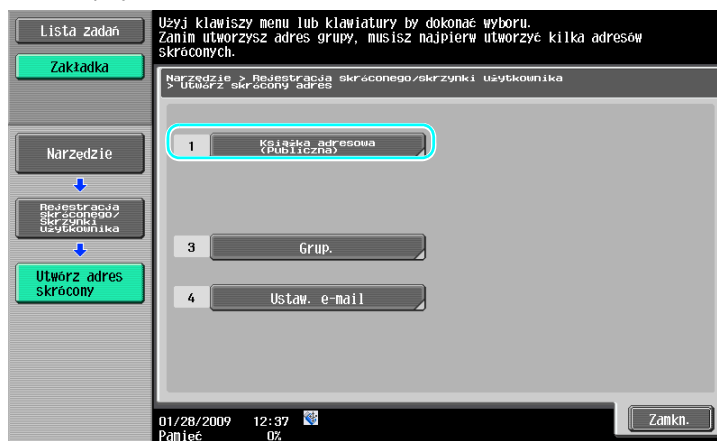 Lista zadań
Zakładka
Użyj klawiszy menu lub klawiatury by dokonać wyboru.
Zanim utworzysz adres grupy, musisz najpierw utworzyć kilka adresów
skróconych.
Narzędzie > Rejestracja skróconego/skrzynki użytkownika
> Utwórz skrócony adres
Narzędzie
Rejestracja
skróconego/
Skrzynki
użytkownika
Utwórz adres
skrócony
1 Książka adresowa
(Publiczna)
3 Grup.
4 Ustaw. e-mail
01/28/2009 12:37
Pamięć 0%
Zamkn.